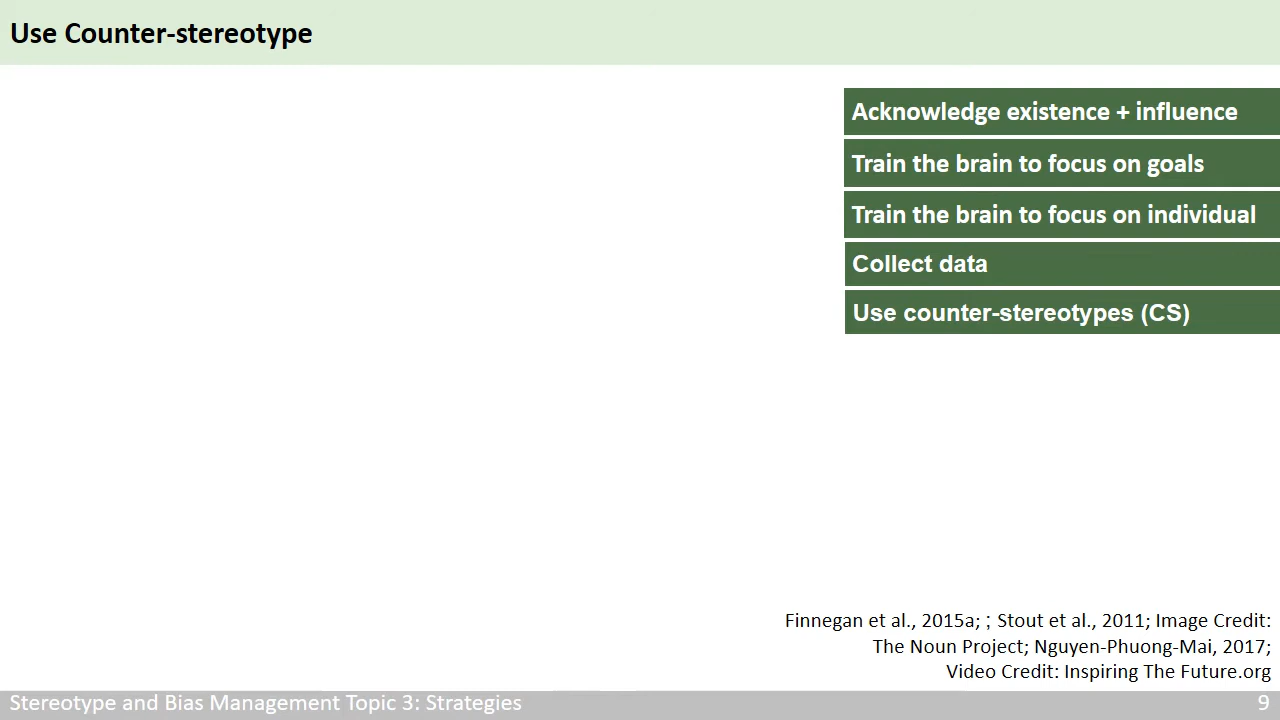 Use Counter-stereotype
Acknowledge existence + influence
Train the brain to focus on goals
Train the brain to focus on individual
Collect data
Use counter-stereotypes (CS)
Finnegan et al., 2015a; ; Stout et al., 2011; Image Credit:
The Noun Project; Nguyen-Phuong-Mai, 2017;
Video Credit: Inspiring The Future.org
Stereotype and Bias Management Topic 3: Strategies
9